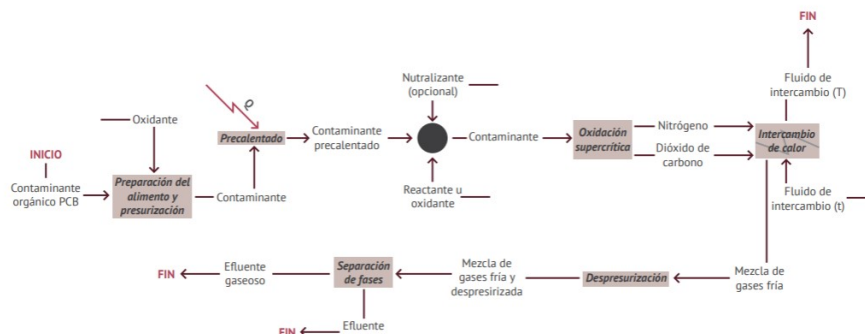 FIN
Fluido de
intercambio (T)
Nutralizante
(opcional)
Q
Oxidante
Precalentado
Contaminante
precalentado
Contaminante
Oxidación
supercrítica
Nitrógeno
Dióxido de
carbono
Intercambio
de calor
INICIO
Contaminante
orgánico PCB
Preparación del
alimento y
presurización
Contaminante
Reactante u
oxidante
Fluido de
intercambio (t)
FIN
Efluente
gaseoso
Separación
de fases
Mezcla de
gases fría y
despresirizada
Despresurización
Mezcla de
gases fría
FIN
Efluente